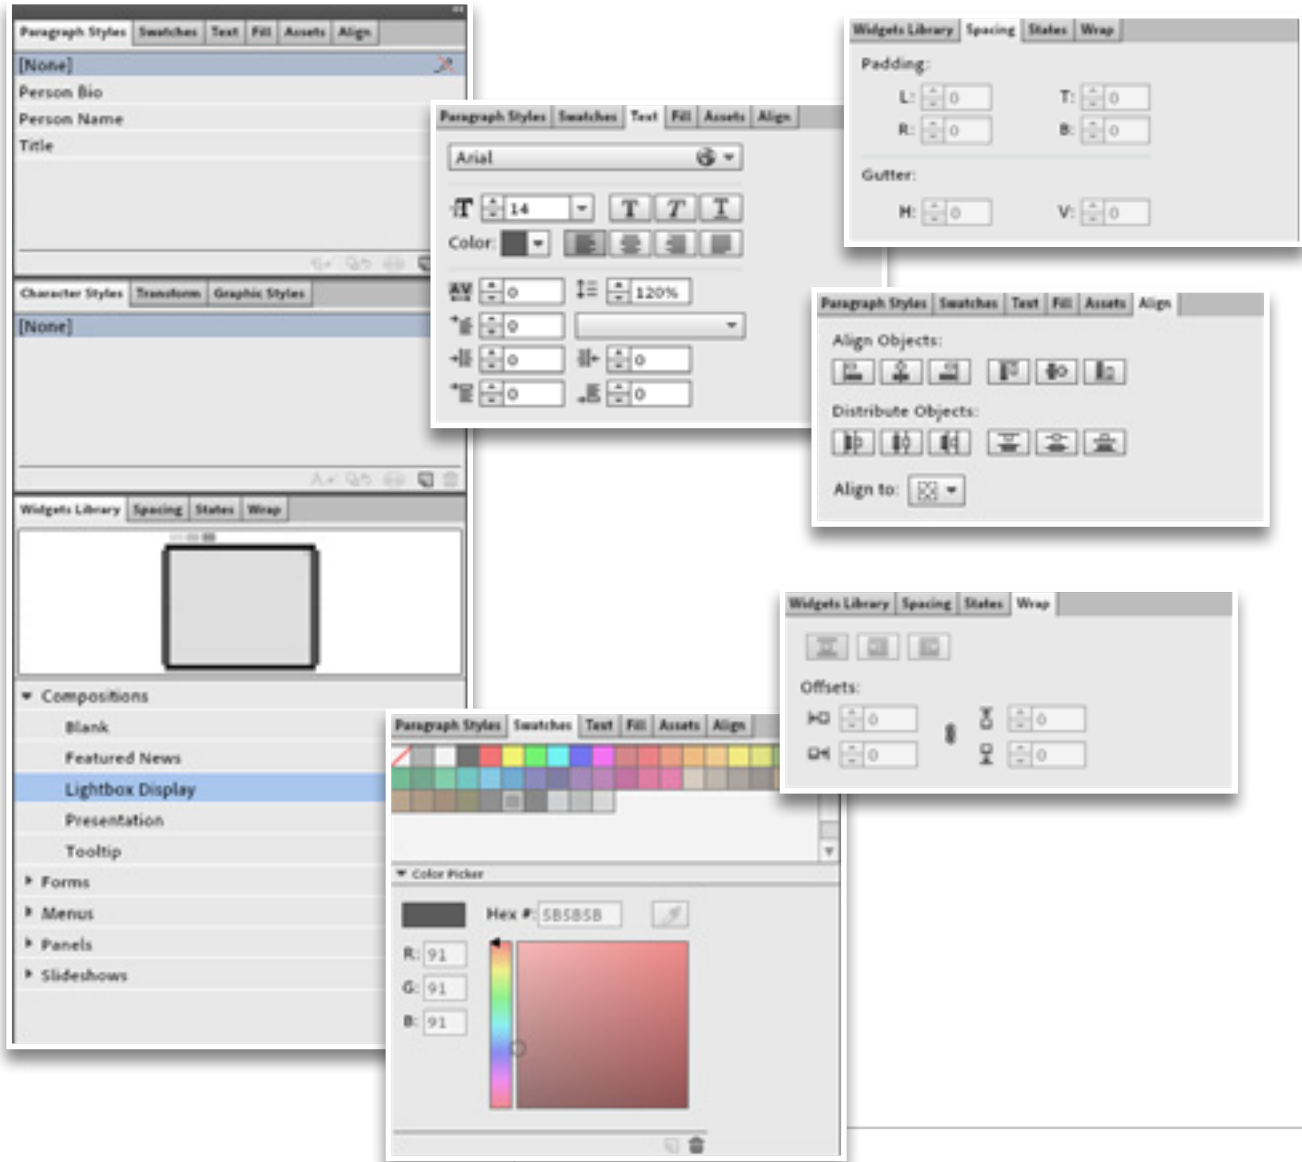 Paragraph Styles Swatches Text Fill Assets Align
[None]
Person Bio
Person Name
Title
Character Styles Transform Graphic Styles
[None]
Widgets Library Spacing States Wrap
Compositions
Blank
Featured News
Lightbox Display
Presentation
Tooltip
Forms
Menus
Panels
Slideshows
Paragraph Styles Swatches Text Fill Assets Align
Arial
T 14 T T T
Color:
AV 0 120%
0
0 0
0 0
Widgets Library Spacing States Wrap
Padding:
L: 0 T: 0
R: 0 B: 0
Gutter:
H: 0 V: 0
Paragraph Styles Swatches Text Fill Assets Align
Align Objects:
Distribute Objects:
Align to:
Widgets Library Spacing States Wrap
Offsets:
0 0
0 0
Paragraph Styles Swatches Text Fill Assets Align
Color Picker
Hex #: 5B5B5B
R: 91
G: 91
B: 91